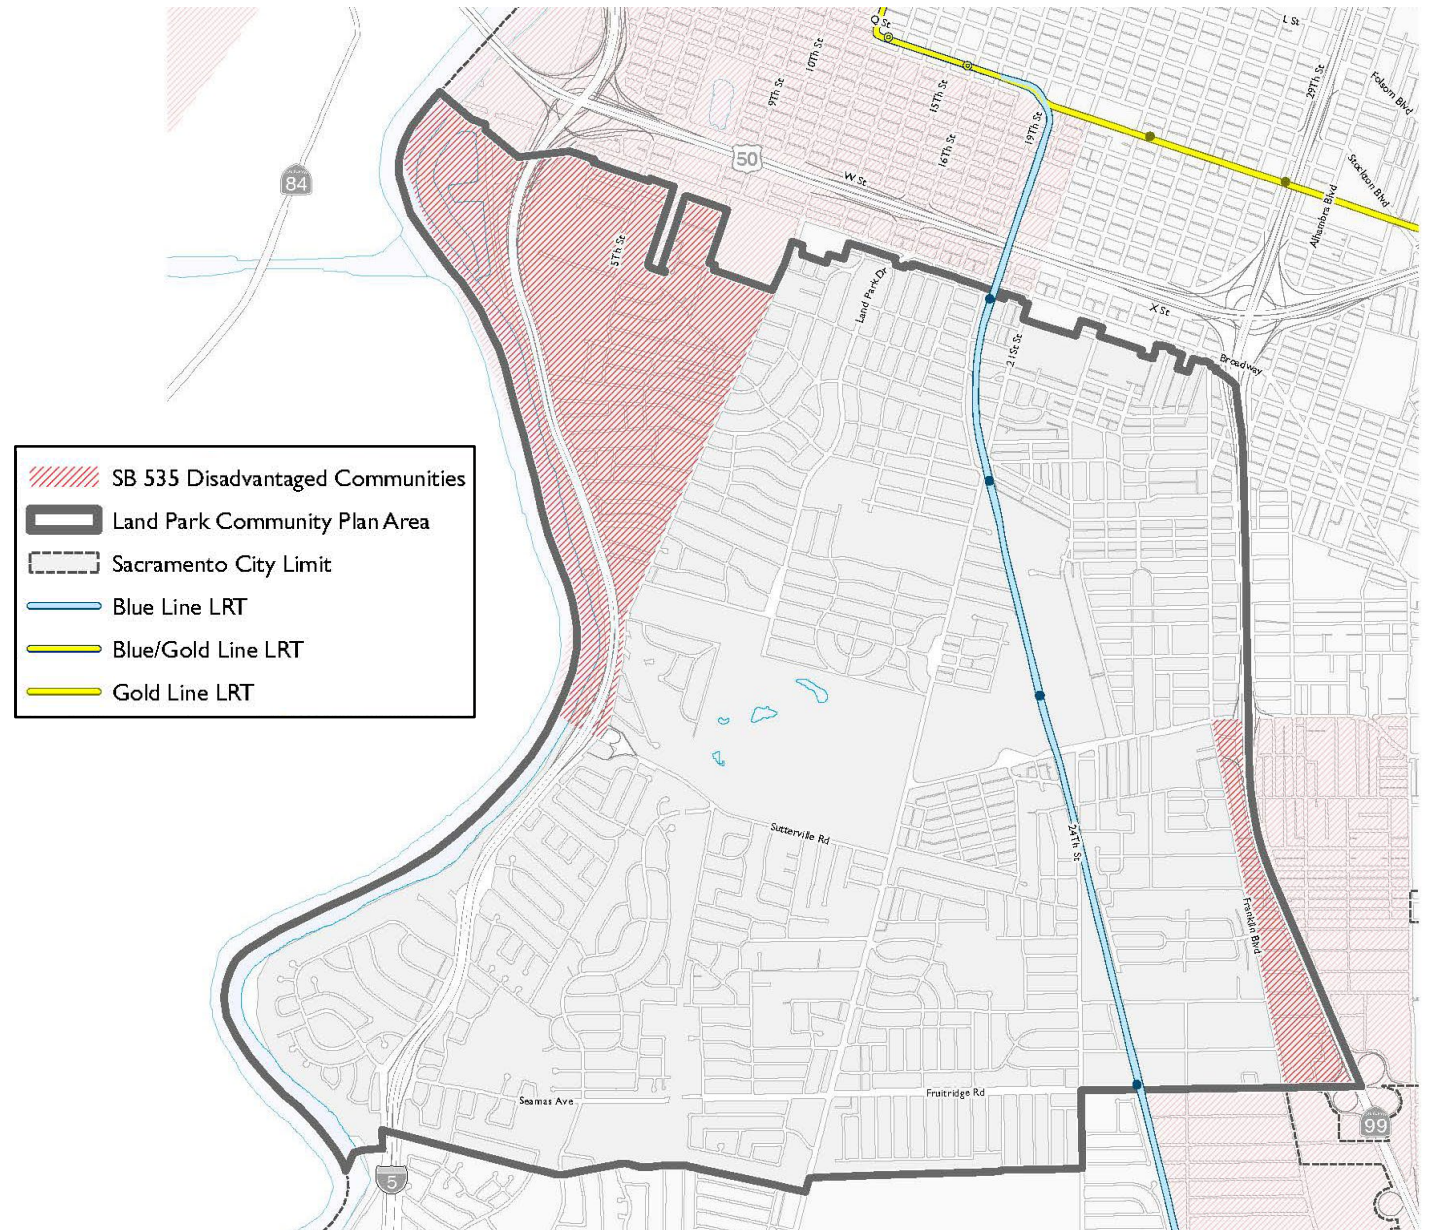 Q St
L St
10Th St
9Th St
15Th St
29Th St
Folsom Blvd
19Th St
16Th St
50
W St
Stockton Blvd
84
Alhambra Blvd
5Th St
Land Park Dr
X St
21St St
Broadway
SB 535 Disadvantaged Communities
Land Park Community Plan Area
Sacramento City Limit
Blue Line LRT
Blue/Gold Line LRT
Gold Line LRT
Sutterville Rd
24Th St
Franklin Blvd
Seamas Ave
Fruitridge Rd
99
5